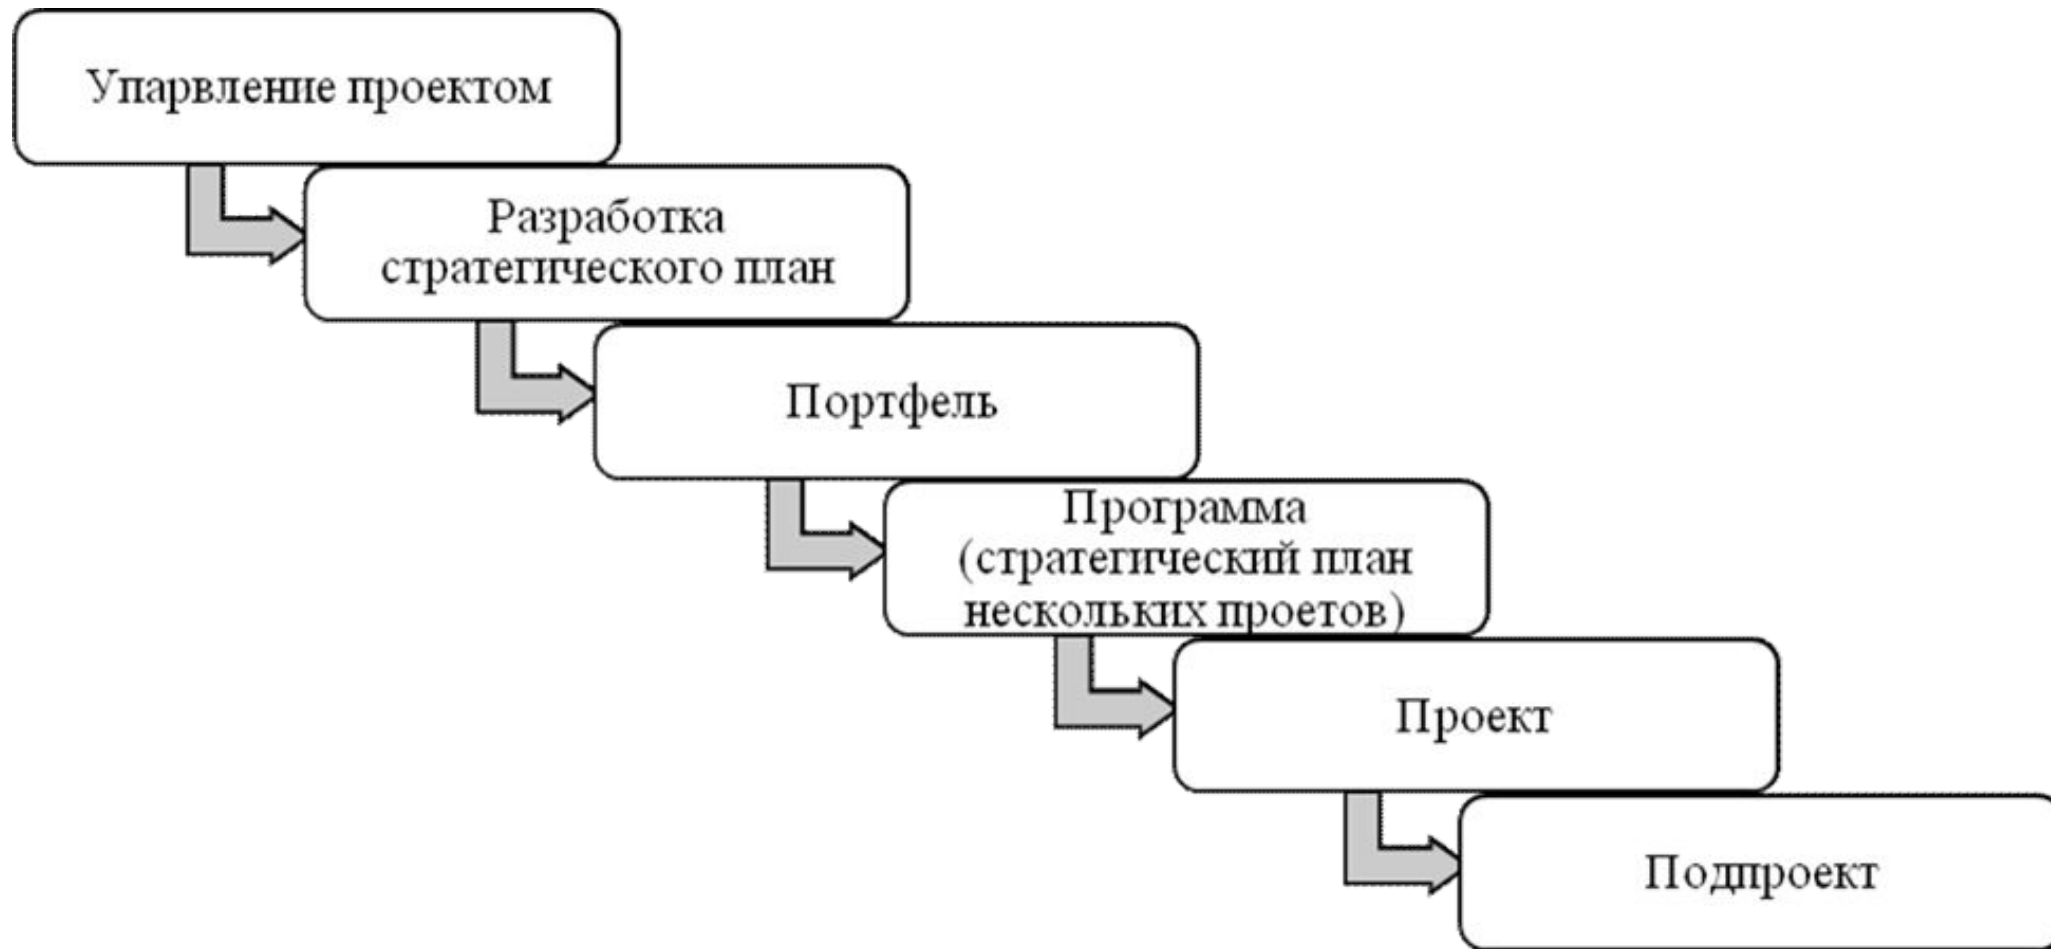 Упарвление проектом
Разработка
стратегического план
Портфель
Программа
(стратегический план
нескольких проетов)
Проект
Подпроект